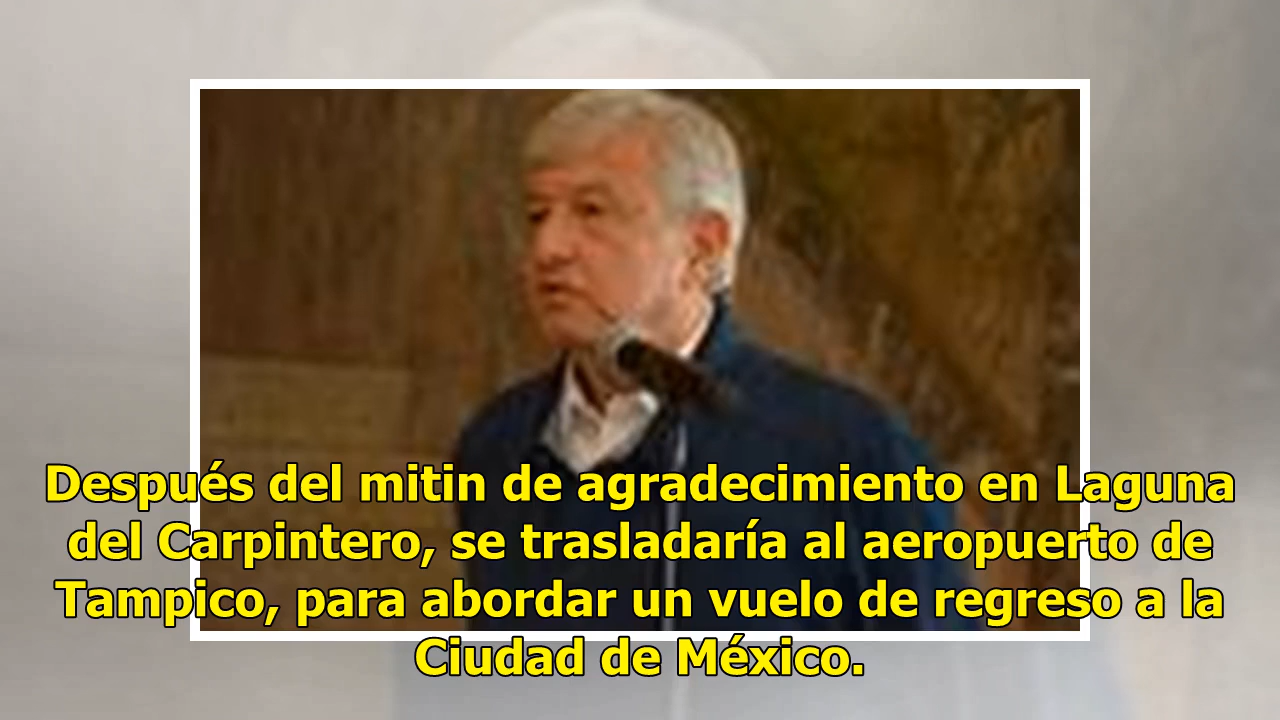 Después del mitin de agradecimiento en Laguna
del Carpintero, se trasladaría al aeropuerto de
Tampico, para abordar un vuelo de regreso a la
Ciudad de México.